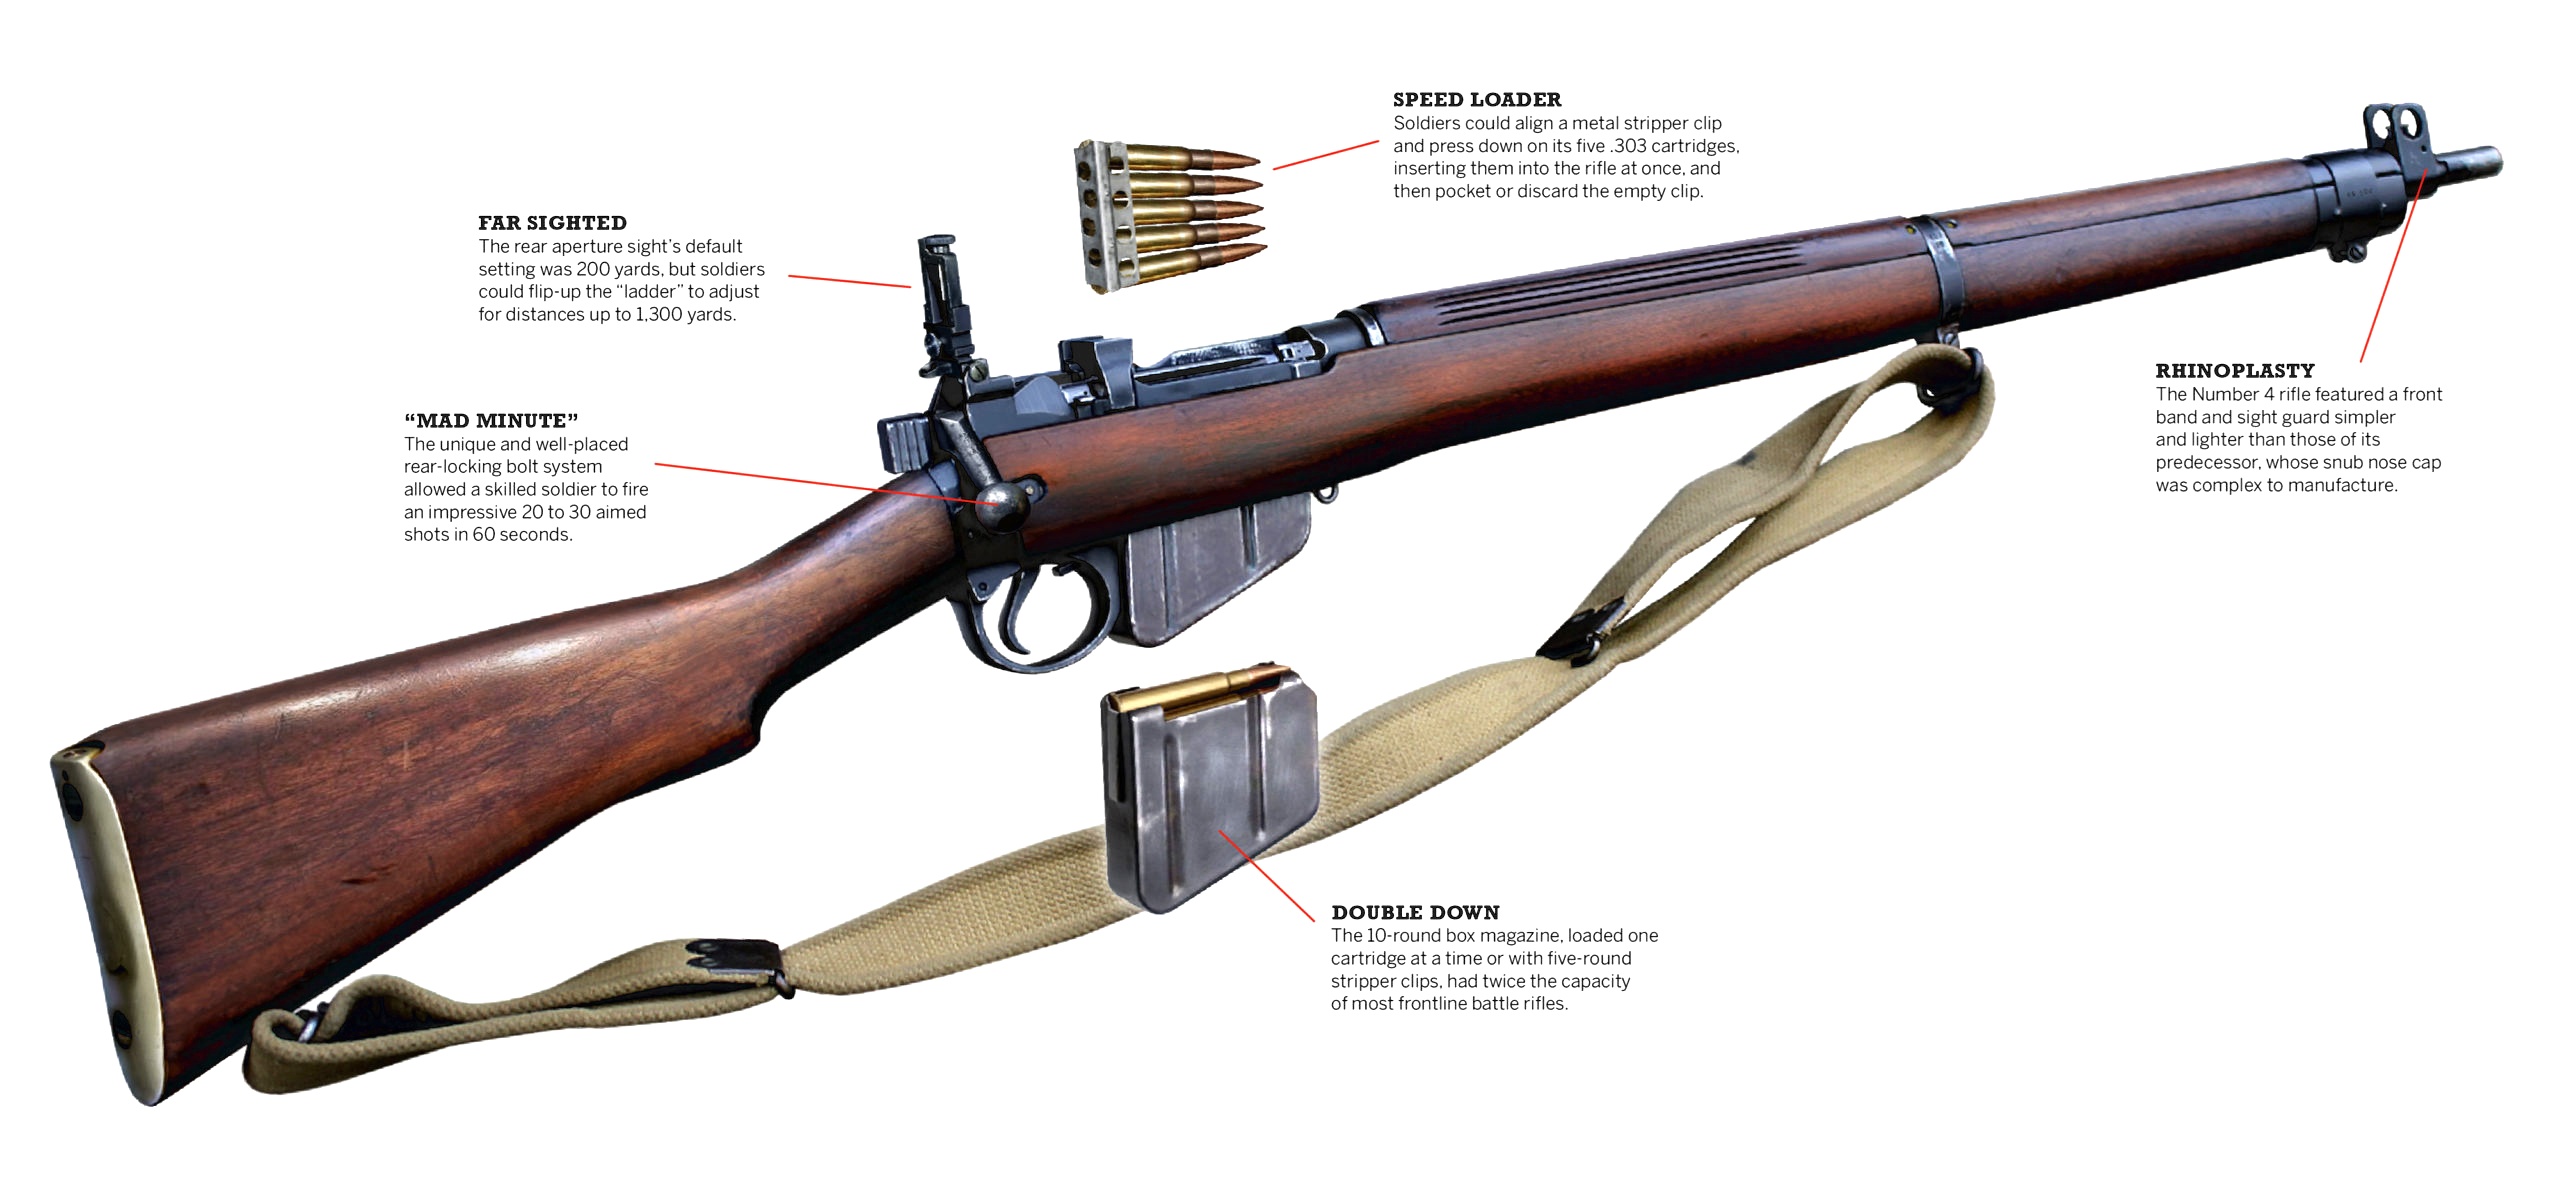 SPEED LOADER
Soldiers could align a metal stripper clip
and press down on its five .303 cartridges,
inserting them into the rifle at once, and
then pocket or discard the empty clip.
FAR SIGHTED
The rear aperture sight's default
setting was 200 yards, but soldiers
could flip-up the “ladder” to adjust
for distances up to 1,300 yards.
“MAD MINUTE”
The unique and well-placed
rear-locking bolt system
allowed a skilled soldier to fire
an impressive 20 to 30 aimed
shots in 60 seconds.
RHINOPLASTY
The Number 4 rifle featured a front
band and sight guard simpler
and lighter than those of its
predecessor, whose snub nose cap
was complex to manufacture.
DOUBLE DOWN
The 10-round box magazine, loaded one
cartridge at a time or with five-round
stripper clips, had twice the capacity
of most frontline battle rifles.